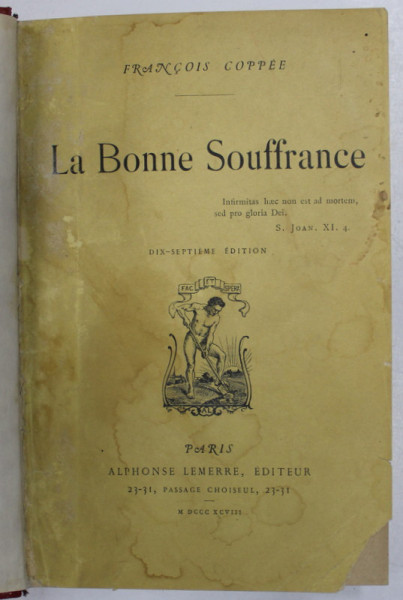 FRANÇOIS COPPÉE
La Bonne Souffrance
Infirmitas hæc non est ad mortem,
sed pro gloria Dei.
S. JOAN. XI. 4.
DIX-SEPTIÈME ÉDITION
FAC ET SPERA
AL
PARIS
ALPHONSE LEMERRE, ÉDITEUR
23-31, PASSAGE CHOISEUL, 23-31
M DCCC XCVIII